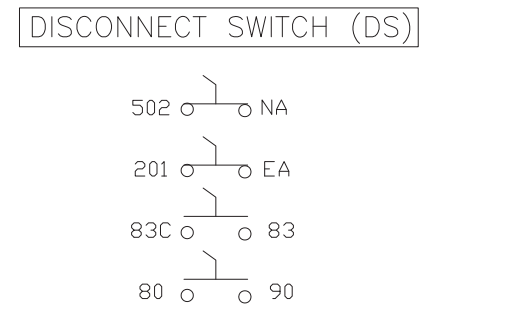 DISCONNECT SWITCH (DS)
502 NA
201 EA
83C 83
80 90